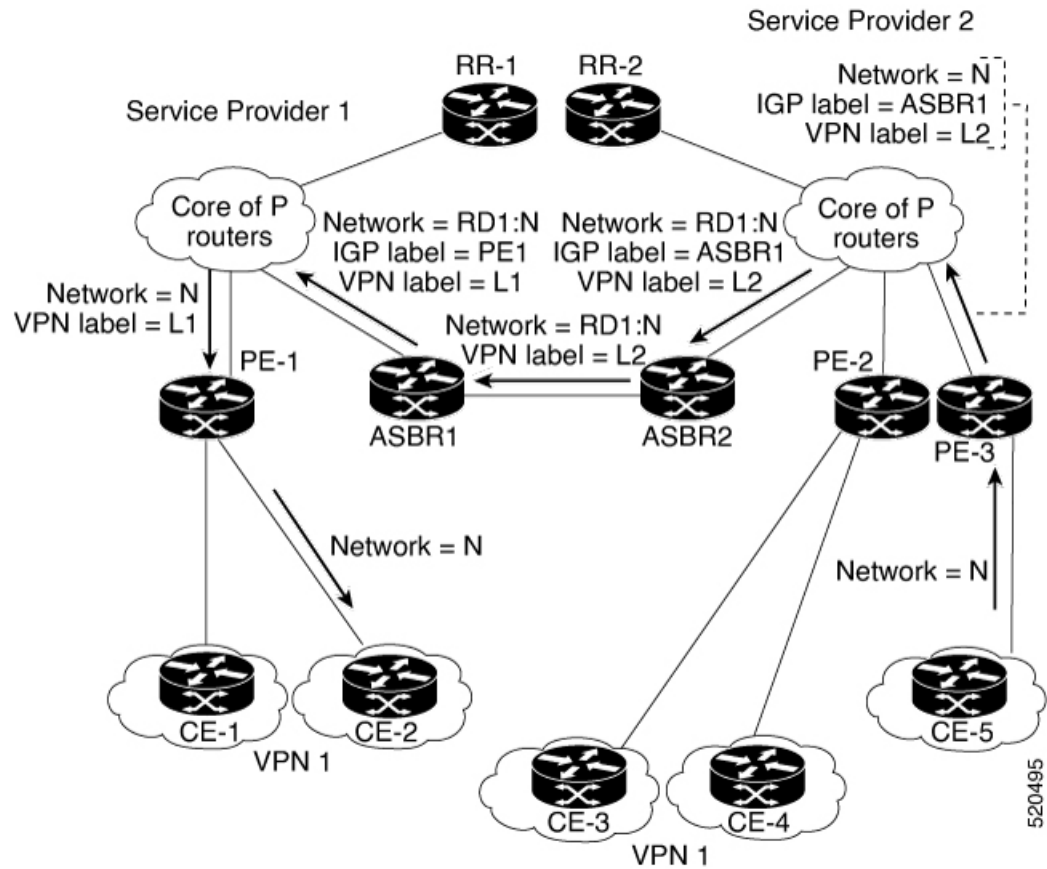 Service Provider 2
RR-1
RR-2
Network = N
IGP label = ASBR1
VPN label = L2
Service Provider 1
Core of P
routers
Network = RD1:N
IGP label = PE1
VPN label = L1
Network = RD1:N
IGP label = ASBR1
VPN label = L2
Core of P
routers
Network = N
VPN label = L1
Network = RD1:N
VPN label = L2
PE-1
ASBR1
ASBR2
PE-2
PE-3
Network = N
Network = N
CE-1
CE-2
VPN 1
CE-3
CE-4
VPN 1
CE-5
520495